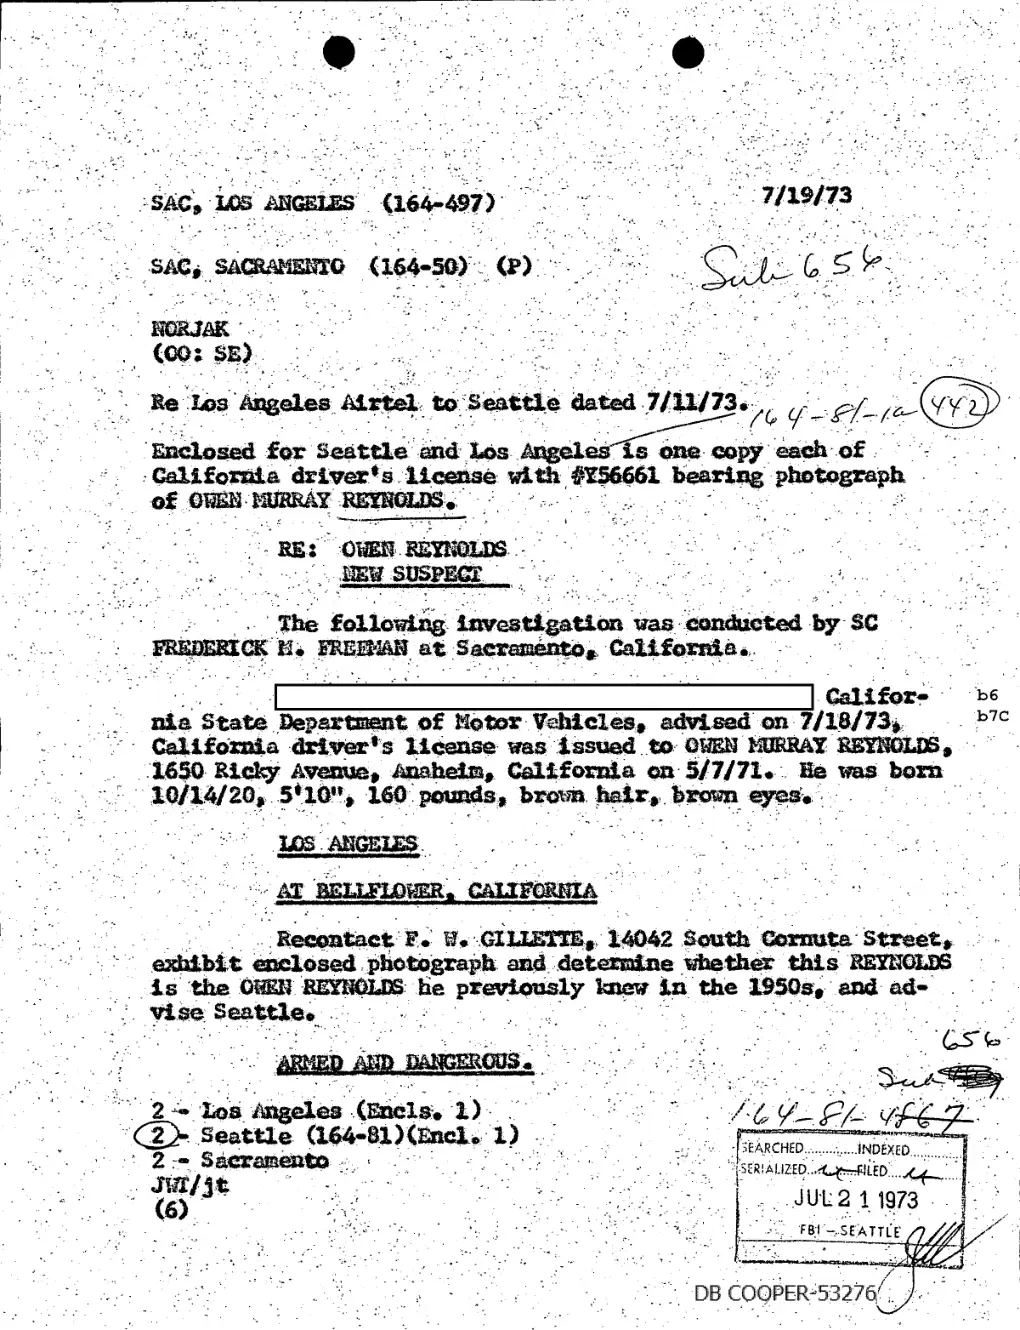 SAC, LOS ANGELES (164-497)
7/19/73
SAC, SACRAMENTO (164-50) (P)
Sub 656
NORJAK
(OO: SE)
Re Los Angeles Airtel to Seattle dated 7/11/73.
164-81-1a 442
Enclosed for Seattle and Los Angeles is one copy each of
California driver's license with #Y56661 bearing photograph
of OWEN MURRAY REYNOLDS.
RE: OWEN REYNOLDS
NEW SUSPECT
The following investigation was conducted by SC
FREDERICK M. FREEMAN at Sacramento, California.
Califor-
b6
b7C
nia State Department of Motor Vehicles, advised on 7/18/73,
California driver's license was issued to OWEN MURRAY REYNOLDS,
1650 Ricky Avenue, Anaheim, California on 5/7/71. He was born
10/14/20, 5'10", 160 pounds, brown hair, brown eyes.
LOS ANGELES
AT BELLFLOWER, CALIFORNIA
Recontact F. W. GILLETTE, 14042 South Cornuta Street,
exhibit enclosed photograph and determine whether this REYNOLDS
is the OWEN REYNOLDS he previously knew in the 1950s, and ad-
vise Seattle.
656
Sub
ARMED AND DANGEROUS.
2 - Los Angeles (Encls. 1)
164-81-4867
2 - Seattle (164-81)(Encl. 1)
2 - Sacramento
JWI/jt
(6)
SEARCHED..........INDEXED..........
SERIALIZED.....FILED.....
JUL 21 1973
FBI - SEATTLE
DB COOPER-53276